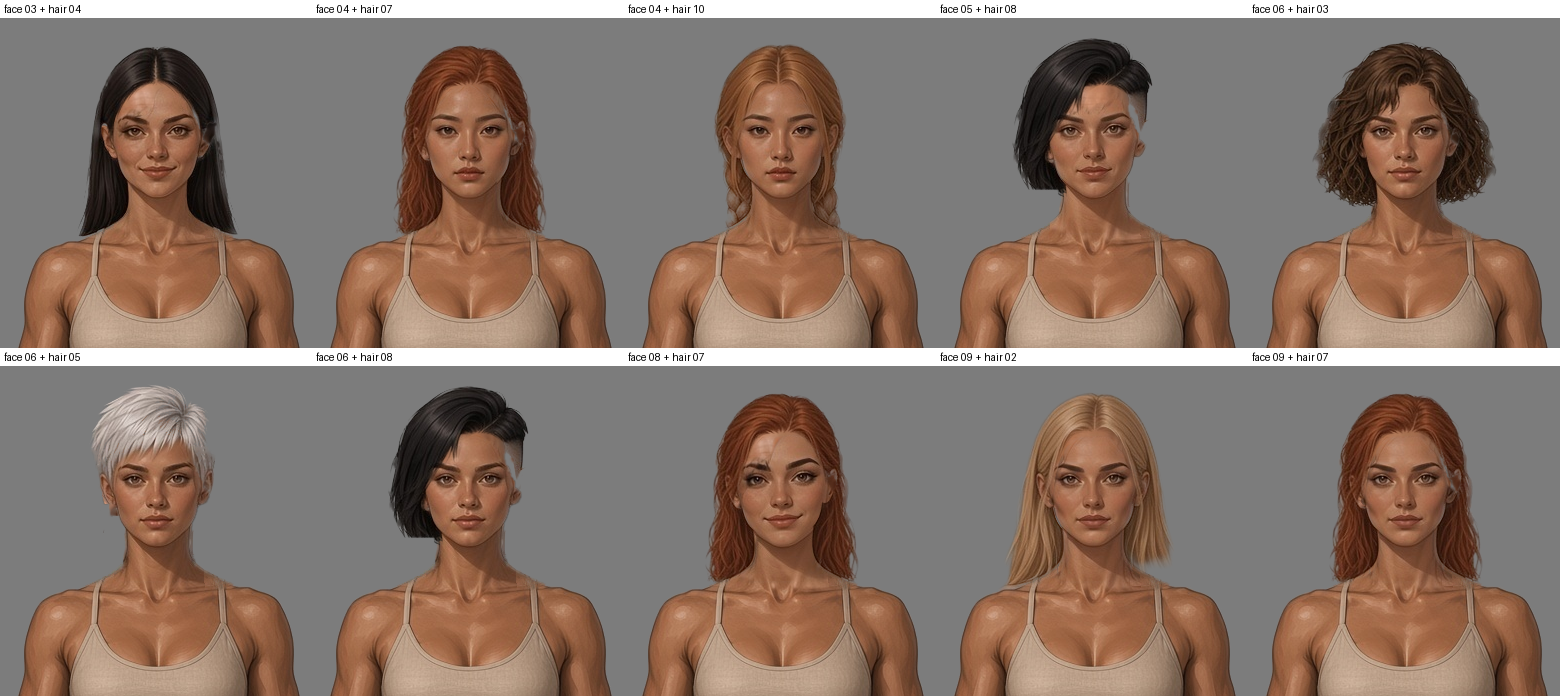 face 03 + hair 04
face 04 + hair 07
face 04 + hair 10
face 05 + hair 08
face 06 + hair 03
face 06 + hair 05
face 06 + hair 08
face 08 + hair 07
face 09 + hair 02
face 09 + hair 07